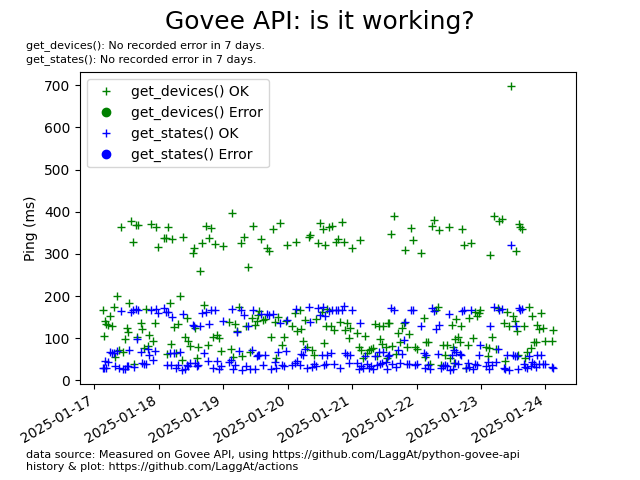 Govee API: is it working?
get_devices(): No recorded error in 7 days.
get_states(): No recorded error in 7 days.
700
600
500
400
300
200
100
0
Ping (ms)
get_devices() OK
get_devices() Error
get_states() OK
get_states() Error
2025-01-17
2025-01-18
2025-01-19
2025-01-20
2025-01-21
2025-01-22
2025-01-23
2025-01-24
data source: Measured on Govee API, using https://github.com/LaggAt/python-govee-api
history & plot: https://github.com/LaggAt/actions